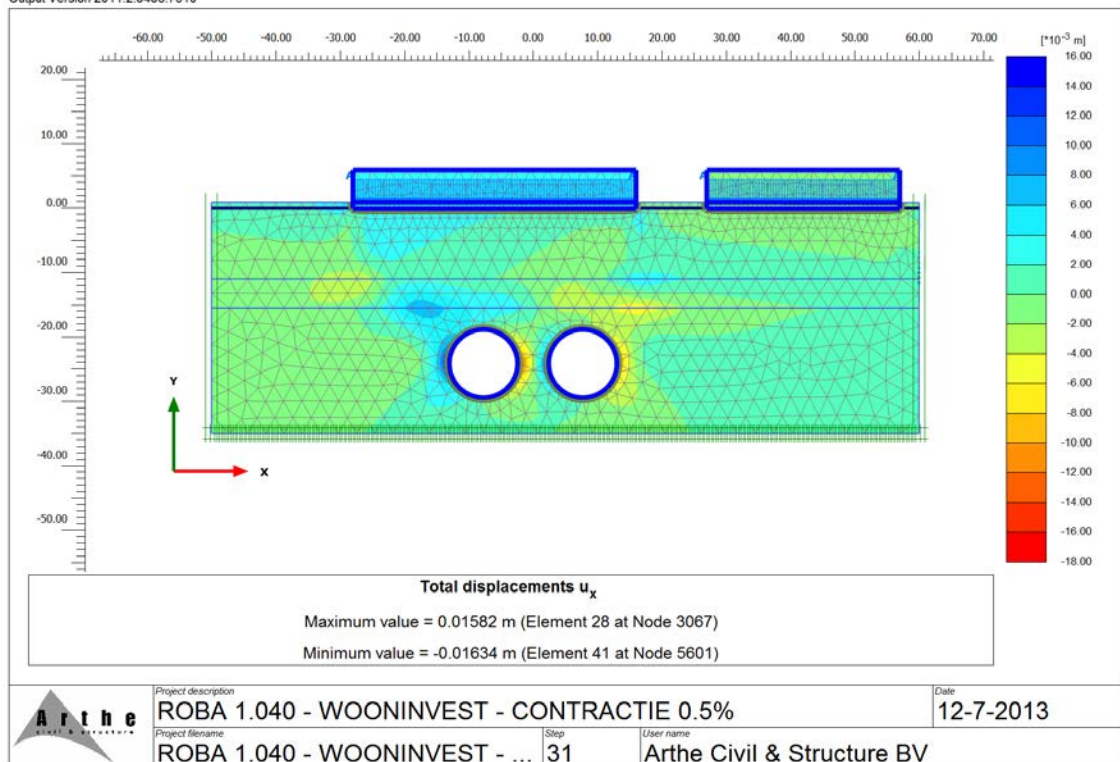 -60.00 -50.00 -40.00 -30.00 -20.00 -10.00 0.00 10.00 20.00 30.00 40.00 50.00 60.00 70.00
[*10⁻³ m]
20.00
10.00
0.00
-10.00
-20.00
-30.00
-40.00
-50.00
A
A
Y
X
16.00
14.00
12.00
10.00
8.00
6.00
4.00
2.00
0.00
-2.00
-4.00
-6.00
-8.00
-10.00
-12.00
-14.00
-16.00
-18.00
Total displacements uₓ
Maximum value = 0.01582 m (Element 28 at Node 3067)
Minimum value = -0.01634 m (Element 41 at Node 5601)
Arthe
civil & structure
Project description
ROBA 1.040 - WOONINVEST - CONTRACTIE 0.5%
Date
12-7-2013
Project filename
ROBA 1.040 - WOONINVEST - ...
Step
31
User name
Arthe Civil & Structure BV